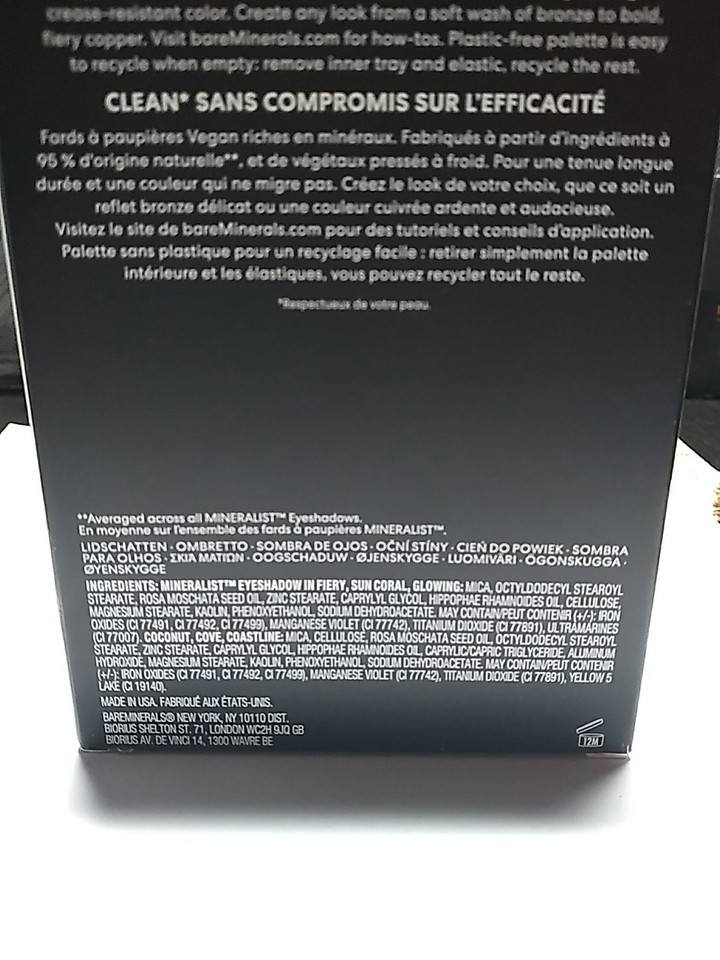 crease-resistant color. Create any look from a soft wash of bronze to bold,
fiery copper. Visit bareMinerals.com for how-tos. Plastic-free palette is easy
to recycle when empty: remove inner tray and elastic, recycle the rest.
CLEAN* SANS COMPROMIS SUR L'EFFICACITÉ
Fards à paupières Vegan riches en minéraux. Fabriqués à partir d'ingrédients à
95 % d'origine naturelle**, et de végétaux pressés à froid. Pour une tenue longue
durée et une couleur qui ne migre pas. Créez le look de votre choix, que ce soit un
reflet bronze délicat ou une couleur cuivrée ardente et audacieuse.
Visitez le site de bareMinerals.com pour des tutoriels et conseils d'application.
Palette sans plastique pour un recyclage facile : retirer simplement la palette
intérieure et les élastiques, vous pouvez recycler tout le reste.
*Respectueux de votre peau.
**Averaged across all MINERALIST™ Eyeshadows.
En moyenne sur l'ensemble des fards à paupières MINERALIST™.
LIDSCHATTEN · OMBRETTO · SOMBRA DE OJOS · OČNÍ STÍNY · CIEŃ DO POWIEK · SOMBRA
PARA OLHOS · ΣΚΙΑ ΜΑΤΙΩΝ · OOGSCHADUW · ØJENSKYGGE · LUOMIVÄRI · ÖGONSKUGGA ·
ØYENSKYGGE
INGREDIENTS: MINERALIST™ EYESHADOW IN FIERY, SUN CORAL, GLOWING: MICA, OCTYLDODECYL STEAROYL
STEARATE, ROSA MOSCHATA SEED OIL, ZINC STEARATE, CAPRYLYL GLYCOL, HIPPOPHAE RHAMNOIDES OIL, CELLULOSE,
MAGNESIUM STEARATE, KAOLIN, PHENOXYETHANOL, SODIUM DEHYDROACETATE. MAY CONTAIN/PEUT CONTENIR (+/-): IRON
OXIDES (CI 77491, CI 77492, CI 77499), MANGANESE VIOLET (CI 77742), TITANIUM DIOXIDE (CI 77891), ULTRAMARINES
(CI 77007). COCONUT, COVE, COASTLINE: MICA, CELLULOSE, ROSA MOSCHATA SEED OIL, OCTYLDODECYL STEAROYL
STEARATE, ZINC STEARATE, CAPRYLYL GLYCOL, HIPPOPHAE RHAMNOIDES OIL, CAPRYLIC/CAPRIC TRIGLYCERIDE, ALUMINUM
HYDROXIDE, MAGNESIUM STEARATE, KAOLIN, PHENOXYETHANOL, SODIUM DEHYDROACETATE. MAY CONTAIN/PEUT CONTENIR
(+/-): IRON OXIDES (CI 77491, CI 77492, CI 77499), MANGANESE VIOLET (CI 77742), TITANIUM DIOXIDE (CI 77891), YELLOW 5
LAKE (CI 19140).
MADE IN USA. FABRIQUÉ AUX ÉTATS-UNIS.
BAREMINERALS® NEW YORK, NY 10110 DIST.
BIORIUS SHELTON ST. 71, LONDON WC2H 9JQ GB
BIORIUS AV. DE VINCI 14, 1300 WAVRE BE
12M